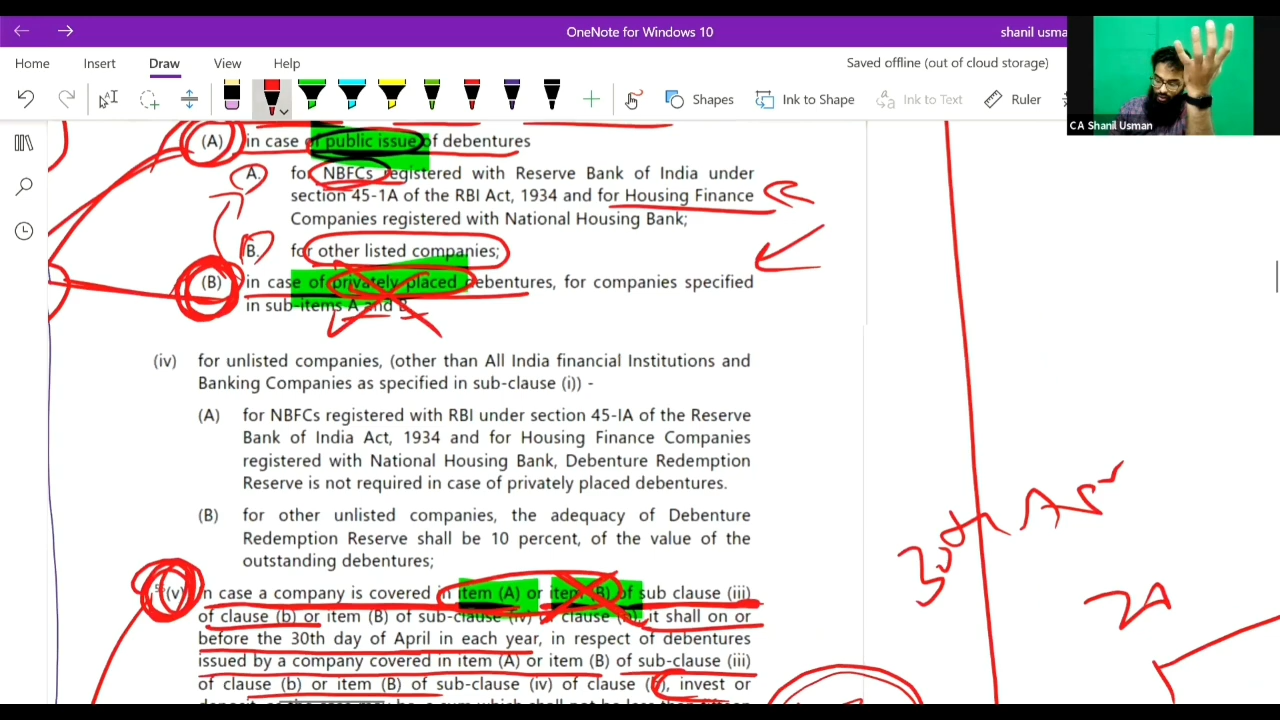 OneNote for Windows 10
shanil usma
Home Insert Draw View Help
Saved offline (out of cloud storage)
Shapes Ink to Shape Ink to Text Ruler
CA Shanil Usman
(A) in case of public issue of debentures
A. for NBFCs registered with Reserve Bank of India under
section 45-1A of the RBI Act, 1934 and for Housing Finance
Companies registered with National Housing Bank;
B. for other listed companies;
(B) in case of privately placed debentures, for companies specified
in sub-items A and B.
(iv) for unlisted companies, (other than All India financial Institutions and
Banking Companies as specified in sub-clause (i)) -
(A) for NBFCs registered with RBI under section 45-IA of the Reserve
Bank of India Act, 1934 and for Housing Finance Companies
registered with National Housing Bank, Debenture Redemption
Reserve is not required in case of privately placed debentures.
(B) for other unlisted companies, the adequacy of Debenture
Redemption Reserve shall be 10 percent, of the value of the
outstanding debentures;
(v) In case a company is covered in item (A) or item (B) of sub clause (iii)
of clause (b) or item (B) of sub-clause (iv) of clause (b), it shall on or
before the 30th day of April in each year, in respect of debentures
issued by a company covered in item (A) or item (B) of sub-clause (iii)
of clause (b) or item (B) of sub-clause (iv) of clause (b), invest or
30th